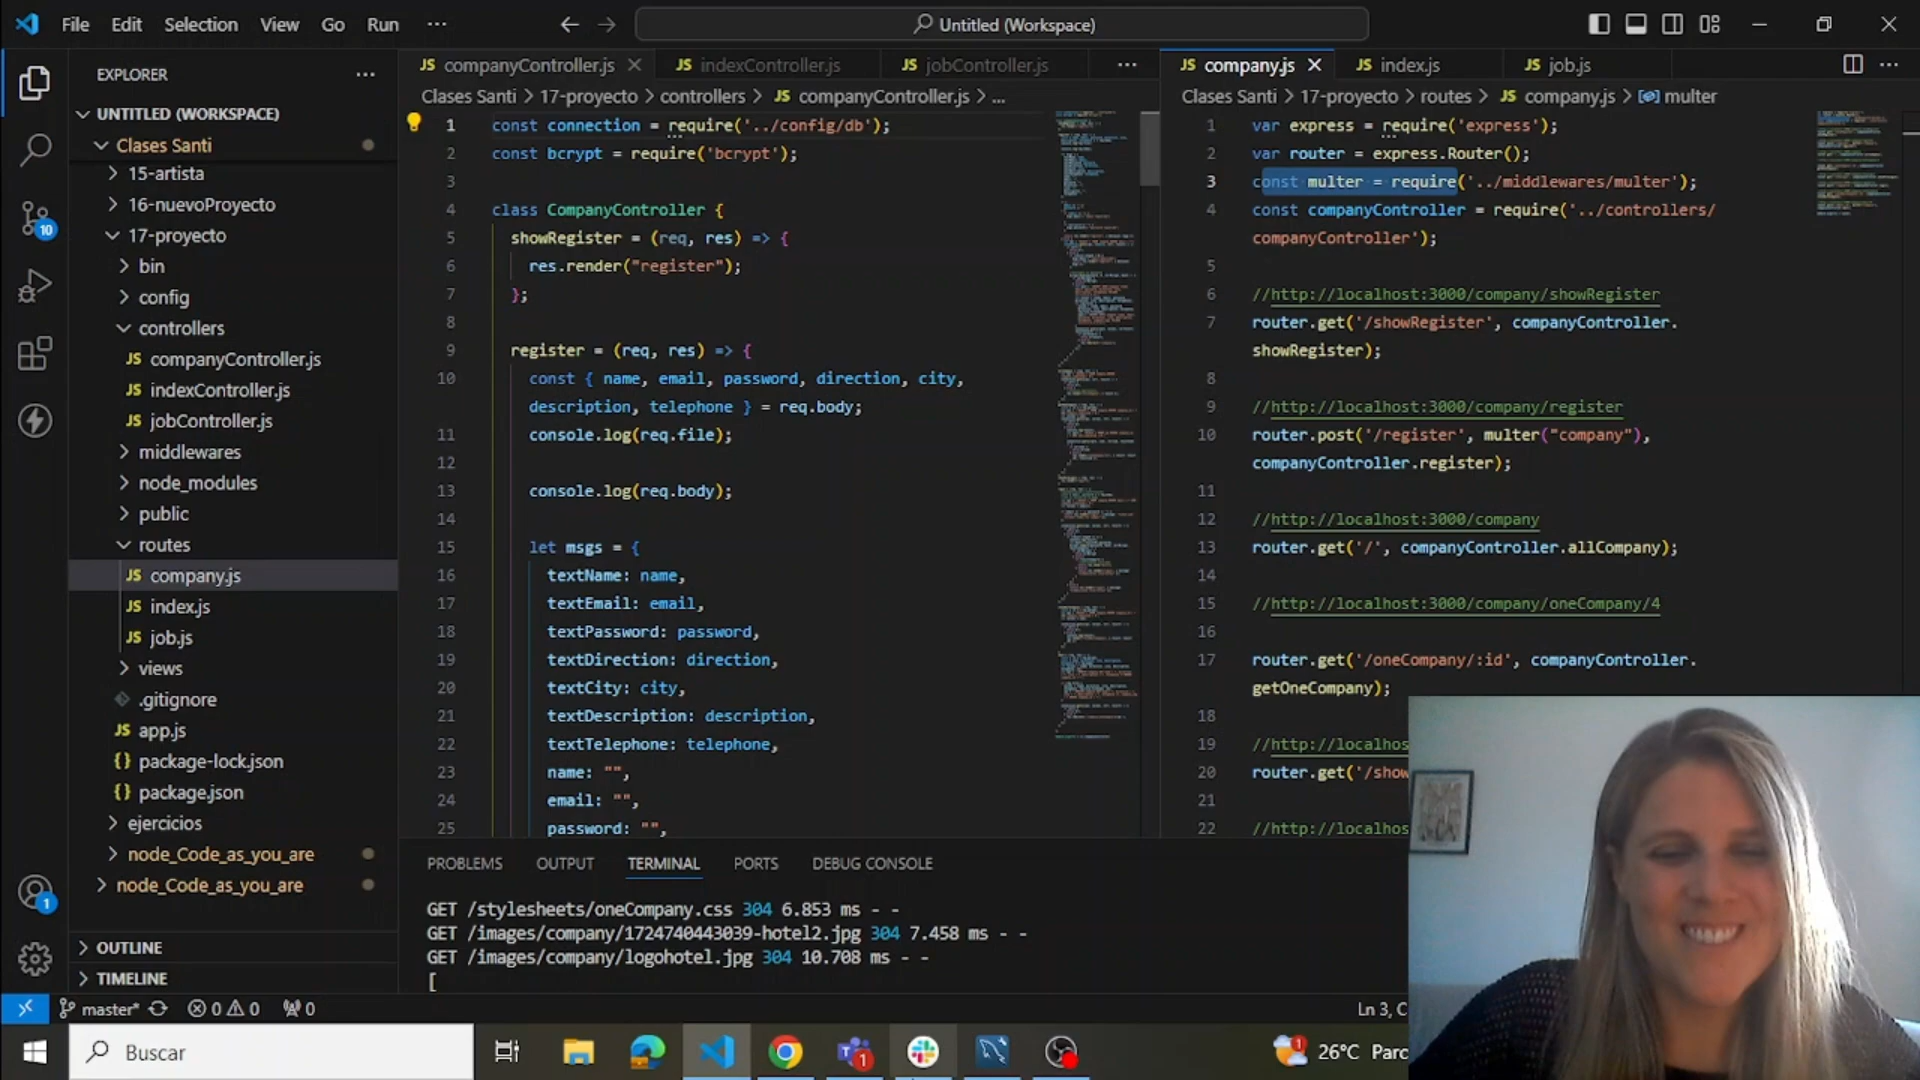 File Edit Selection View Go Run ···
Untitled (Workspace)
EXPLORER
UNTITLED (WORKSPACE)
Clases Santi
15-artista
16-nuevoProyecto
17-proyecto
bin
config
controllers
JS companyController.js
JS indexController.js
JS jobController.js
middlewares
node_modules
public
routes
JS company.js
JS index.js
JS job.js
views
.gitignore
JS app.js
{} package-lock.json
{} package.json
ejercicios
node_Code_as_you_are
node_Code_as_you_are
OUTLINE
TIMELINE
10
1
JS companyController.js JS indexController.js JS jobController.js ···
Clases Santi > 17-proyecto > controllers > JS companyController.js > ...
1 const connection = require('../config/db');
2 const bcrypt = require('bcrypt');
3
4 class CompanyController {
5 showRegister = (req, res) => {
6 res.render("register");
7 };
8
9 register = (req, res) => {
10 const { name, email, password, direction, city,
description, telephone } = req.body;
11 console.log(req.file);
12
13 console.log(req.body);
14
15 let msgs = {
16 textName: name,
17 textEmail: email,
18 textPassword: password,
19 textDirection: direction,
20 textCity: city,
21 textDescription: description,
22 textTelephone: telephone,
23 name: "",
24 email: "",
25 password: "",
JS company.js JS index.js JS job.js
Clases Santi > 17-proyecto > routes > JS company.js > multer
1 var express = require('express');
2 var router = express.Router();
3 const multer = require('../middlewares/multer');
4 const companyController = require('../controllers/
companyController');
5
6 //http://localhost:3000/company/showRegister
7 router.get('/showRegister', companyController.
showRegister);
8
9 //http://localhost:3000/company/register
10 router.post('/register', multer("company"),
companyController.register);
11
12 //http://localhost:3000/company
13 router.get('/', companyController.allCompany);
14
15 //http://localhost:3000/company/oneCompany/4
16
17 router.get('/oneCompany/:id', companyController.
getOneCompany);
18
19 //http://localhos
20 router.get('/show
21
22 //http://localhos
PROBLEMS OUTPUT TERMINAL PORTS DEBUG CONSOLE
GET /stylesheets/oneCompany.css 304 6.853 ms - -
GET /images/company/1724740443039-hotel2.jpg 304 7.458 ms - -
GET /images/company/logohotel.jpg 304 10.708 ms - -
[
master* 0 0 0
Ln 3, C
Buscar
1
1
26°C Parc